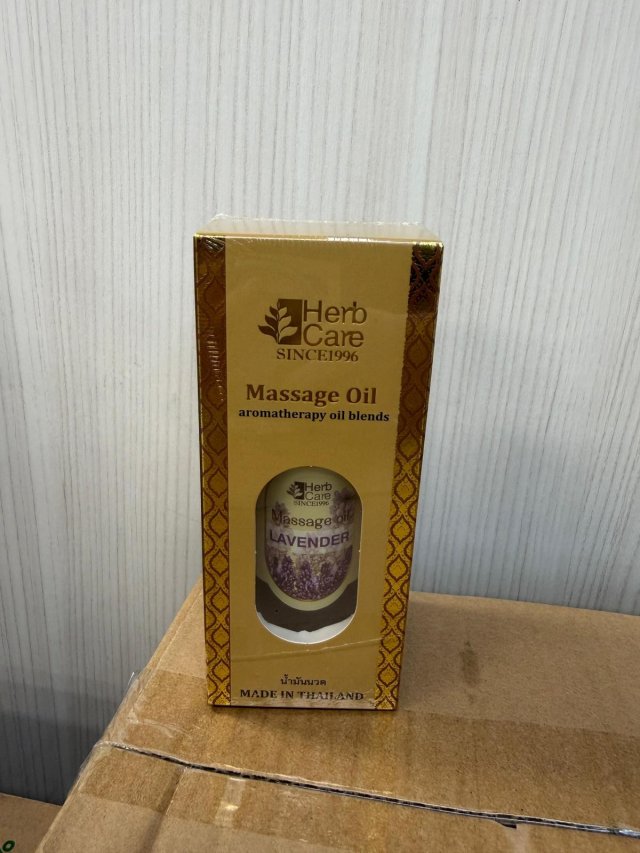 Herb
Care
SINCE1996
Massage Oil
aromatherapy oil blends
Herb
Care
SINCE1996
Massage oil
LAVENDER
น้ำมันนวด
MADE IN THAILAND